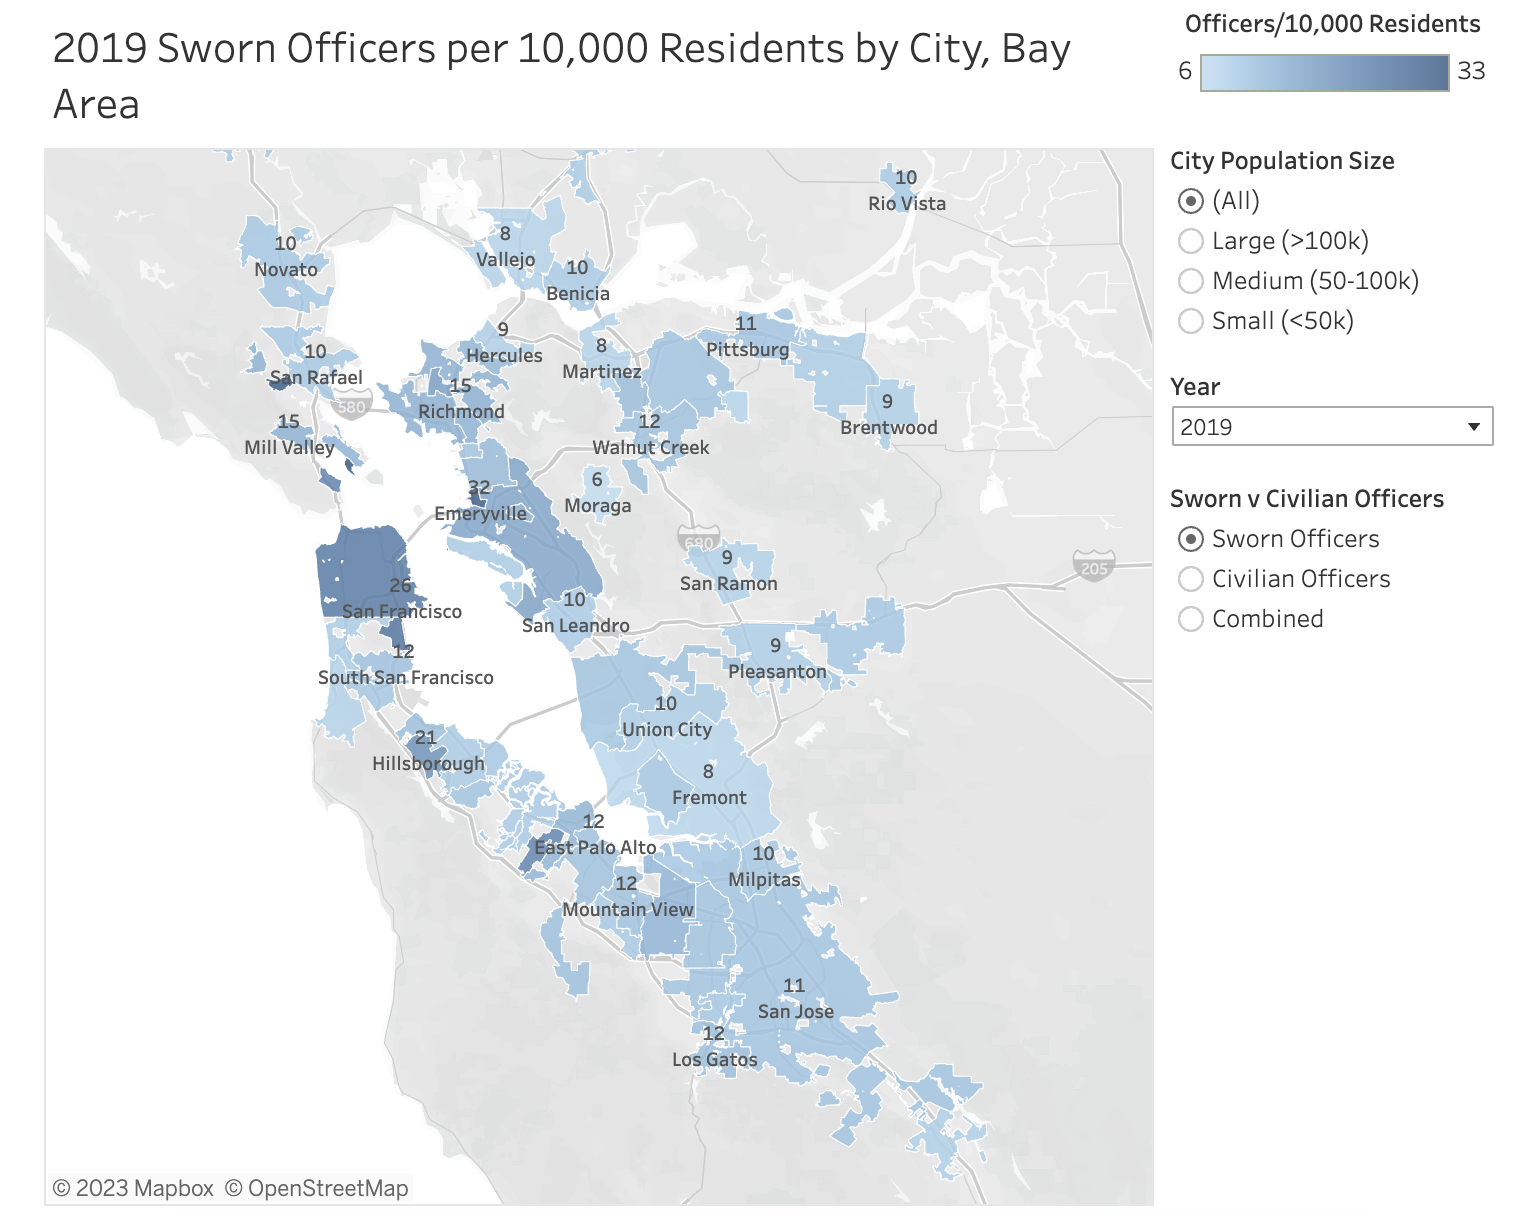 2019 Sworn Officers per 10,000 Residents by City, Bay
Area
Officers/10,000 Residents
6 33
City Population Size
(All)
Large (>100k)
Medium (50-100k)
Small (<50k)
Year
2019
Sworn v Civilian Officers
Sworn Officers
Civilian Officers
Combined
10
Rio Vista
8
Vallejo
10
Novato
10
Benicia
11
Pittsburg
9
Hercules
8
Martinez
10
San Rafael
15
Richmond
580
9
Brentwood
15
Mill Valley
12
Walnut Creek
32
Emeryville
6
Moraga
680
9
San Ramon
205
26
San Francisco
10
San Leandro
12
South San Francisco
9
Pleasanton
10
Union City
21
Hillsborough
8
Fremont
12
East Palo Alto
10
Milpitas
12
Mountain View
11
San Jose
12
Los Gatos
© 2023 Mapbox © OpenStreetMap